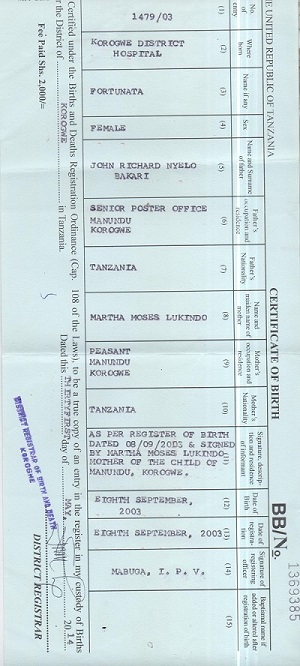 THE UNITED REPUBLIC OF TANZANIA
CERTIFICATE OF BIRTH
BB/No. 1369385
No of entry
(1)
1479/03
Where born
(2)
KOROGWE DISTRICT
HOSPITAL
Name if any
(3)
FORTUNATA
Sex
(4)
FEMALE
Name and Surname of father
(5)
JOHN RICHARD NYELO
BAKARI
Father's occupation and residence
(6)
SENIOR POSTER OFFICE
MANUNDU
KOROGWE
Father's Nationality
(7)
TANZANIA
Name and maiden name of mother
(8)
MARTHA MOSES LUKINDO
Mother's occupation and residence
(9)
PEASANT
MANUNDU
KOROGWE
Mother's Nationality
(10)
TANZANIA
Signature, description and residence of informant
(11)
AS PER REGISTER OF BIRTH
DATED 08/09/2003 & SIGNED
BY MARTHA MOSES LUKINDO
MOTHER OF THE CHILD OF
MANUNDU, KOROGWE.
Date of Birth
(12)
EIGHTH SEPTEMBER,
2003
Date of registration
(13)
EIGHTH SEPTEMBER, 2003
Signature of registering officer
(14)
MABUGA, I. P. V.
Baptismal name if added or altered after registration of birth
(15)
Certified under the Births and Deaths Registration Ordinance (Cap. 108 of the Laws), to be a true copy of an entry in the register in my custody of Births
for the District of KOROGWE in Tanzania. Dated this THIRTYFIRST day of MAY. 2014
Fee Paid Shs. 2,000/=
DISTRICT REGISTRAR
DISTRICT REGISTRAR OF BIRTH AND DEATH
KOROGWE